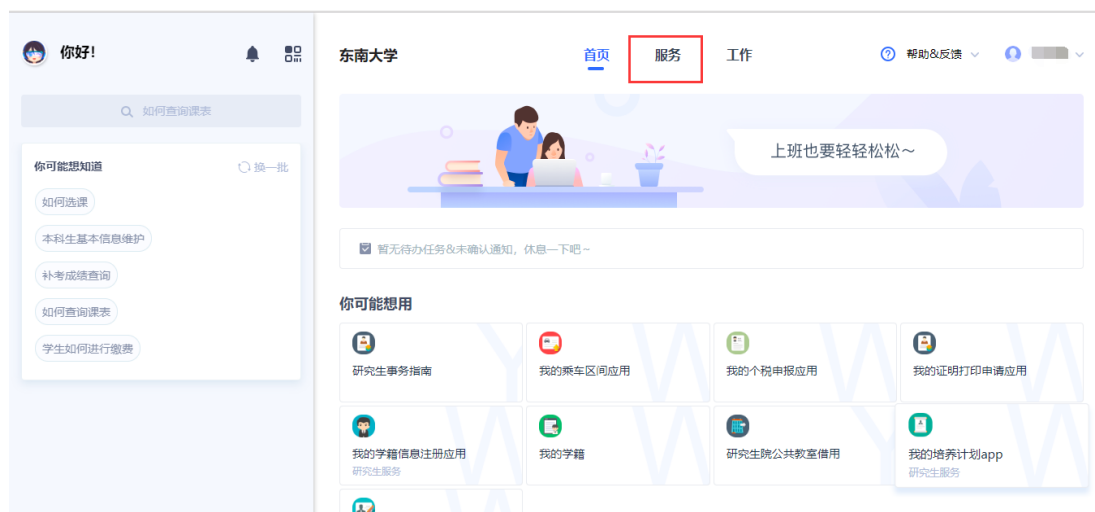 你好！
如何查询课表
你可能想知道
换一批
如何选课
本科生基本信息维护
补考成绩查询
如何查询课表
学生如何进行缴费
东南大学
首页
服务
工作
帮助&反馈
上班也要轻轻松松～
暂无待办任务&未确认通知，休息一下吧～
你可能想用
研究生事务指南
我的乘车区间应用
我的个税申报应用
我的证明打印申请应用
我的学籍信息注册应用
研究生服务
我的学籍
研究生院公共教室借用
我的培养计划app
研究生服务